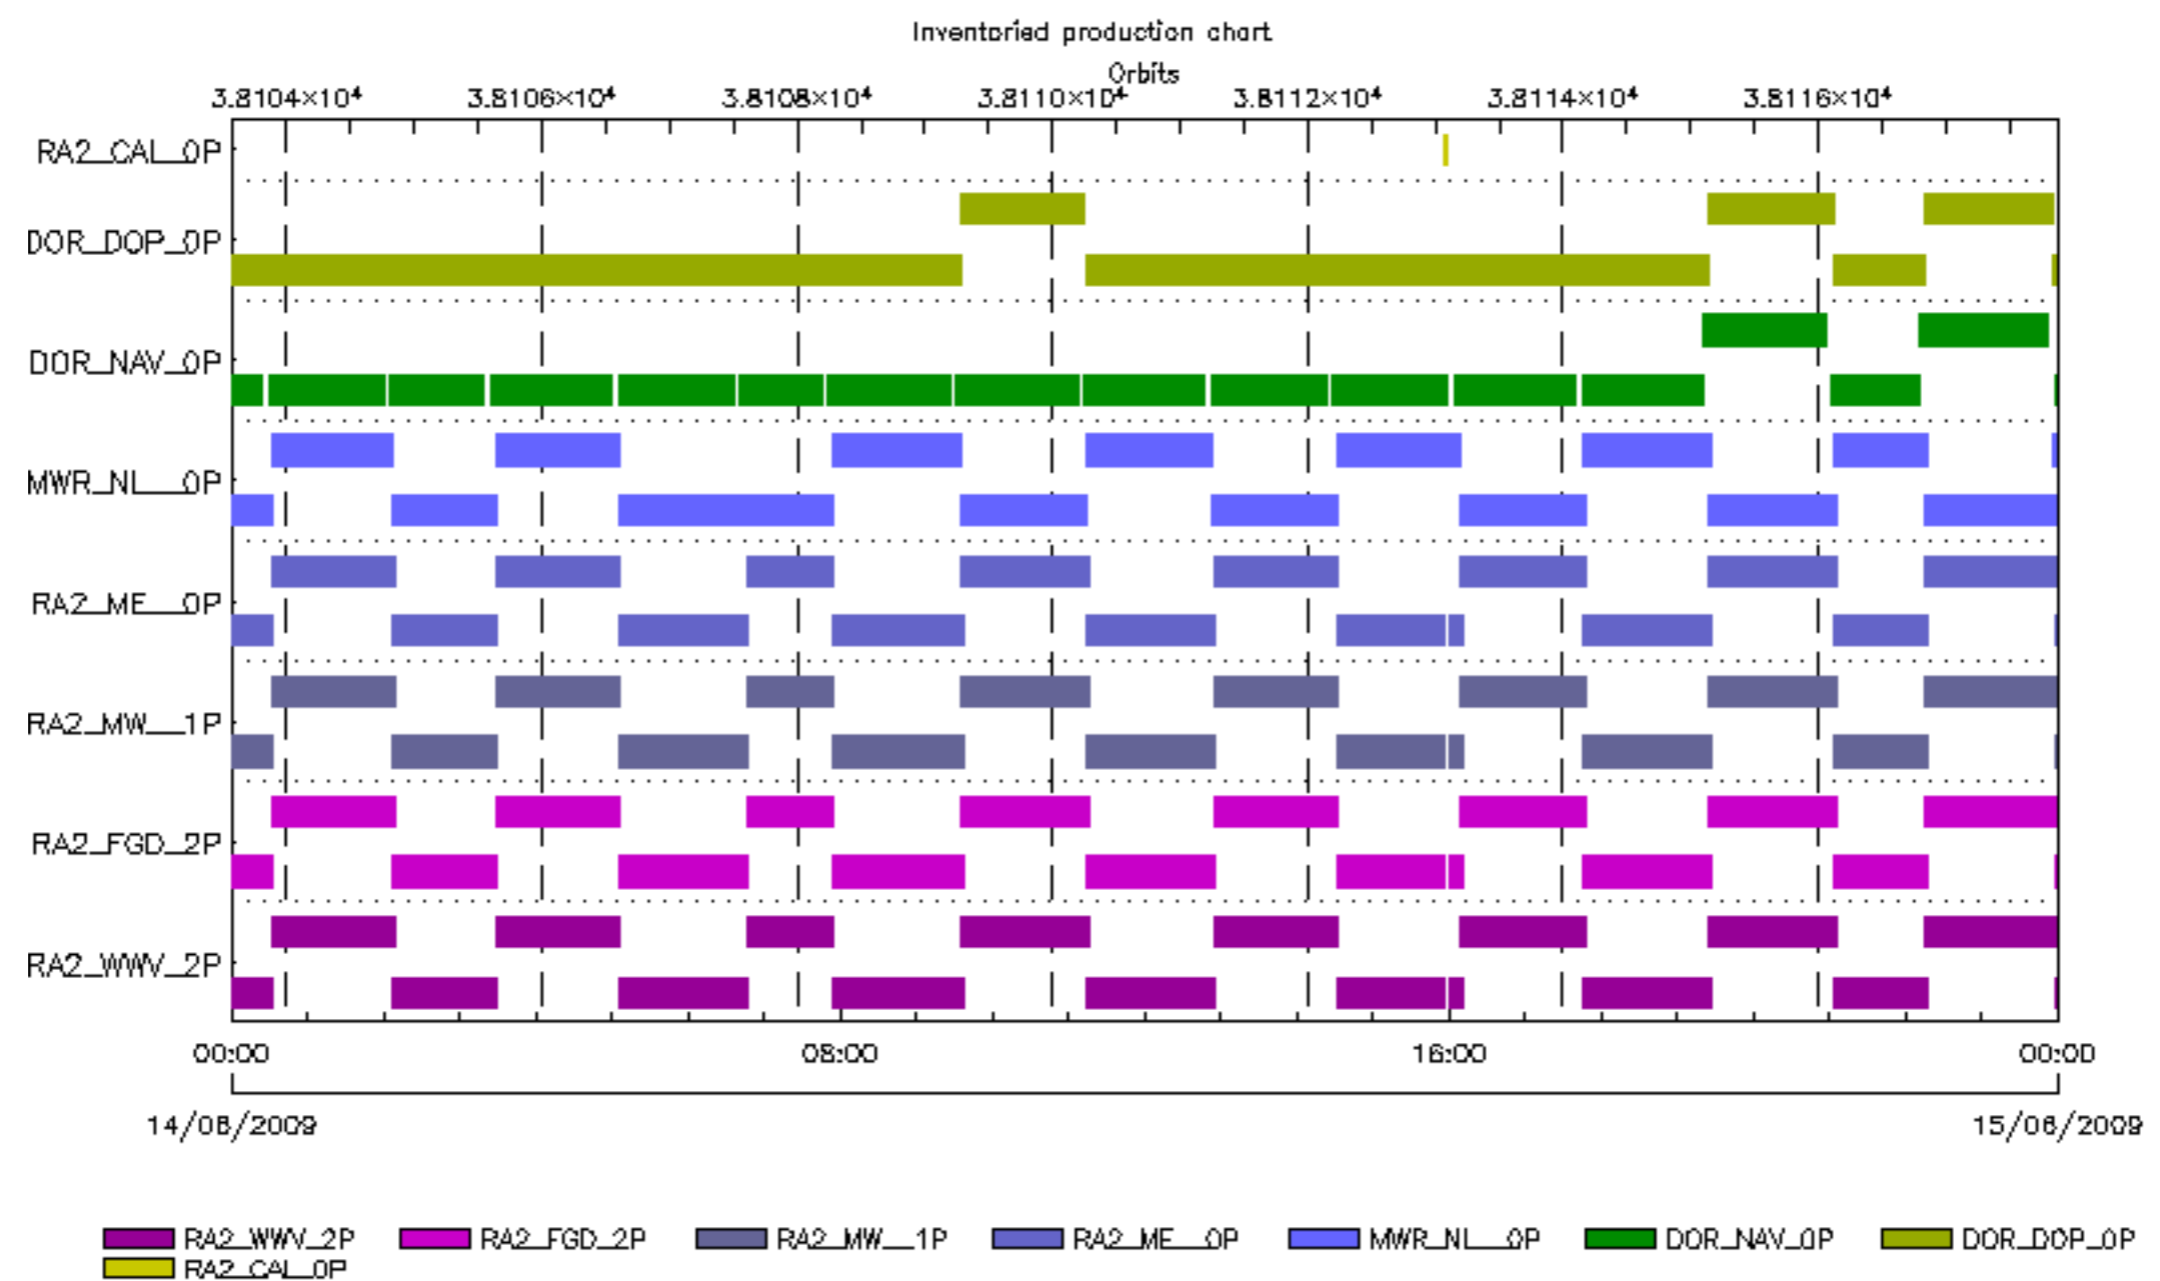 Inventoried production chart
Orbits
3.8104×10⁴ 3.8106×10⁴ 3.8108×10⁴ 3.8110×10⁴ 3.8112×10⁴ 3.8114×10⁴ 3.8116×10⁴
RA2_CAL_0P
DOR_DOP_0P
DOR_NAV_0P
MWR_NL__0P
RA2_ME__0P
RA2_MW__1P
RA2_FGD_2P
RA2_WWV_2P
00:00 08:00 16:00 00:00
14/06/2009 15/06/2009
RA2_WWV_2P RA2_FGD_2P RA2_MW__1P RA2_ME__0P MWR_NL__0P DOR_NAV_0P DOR_DOP_0P
RA2_CAL_0P